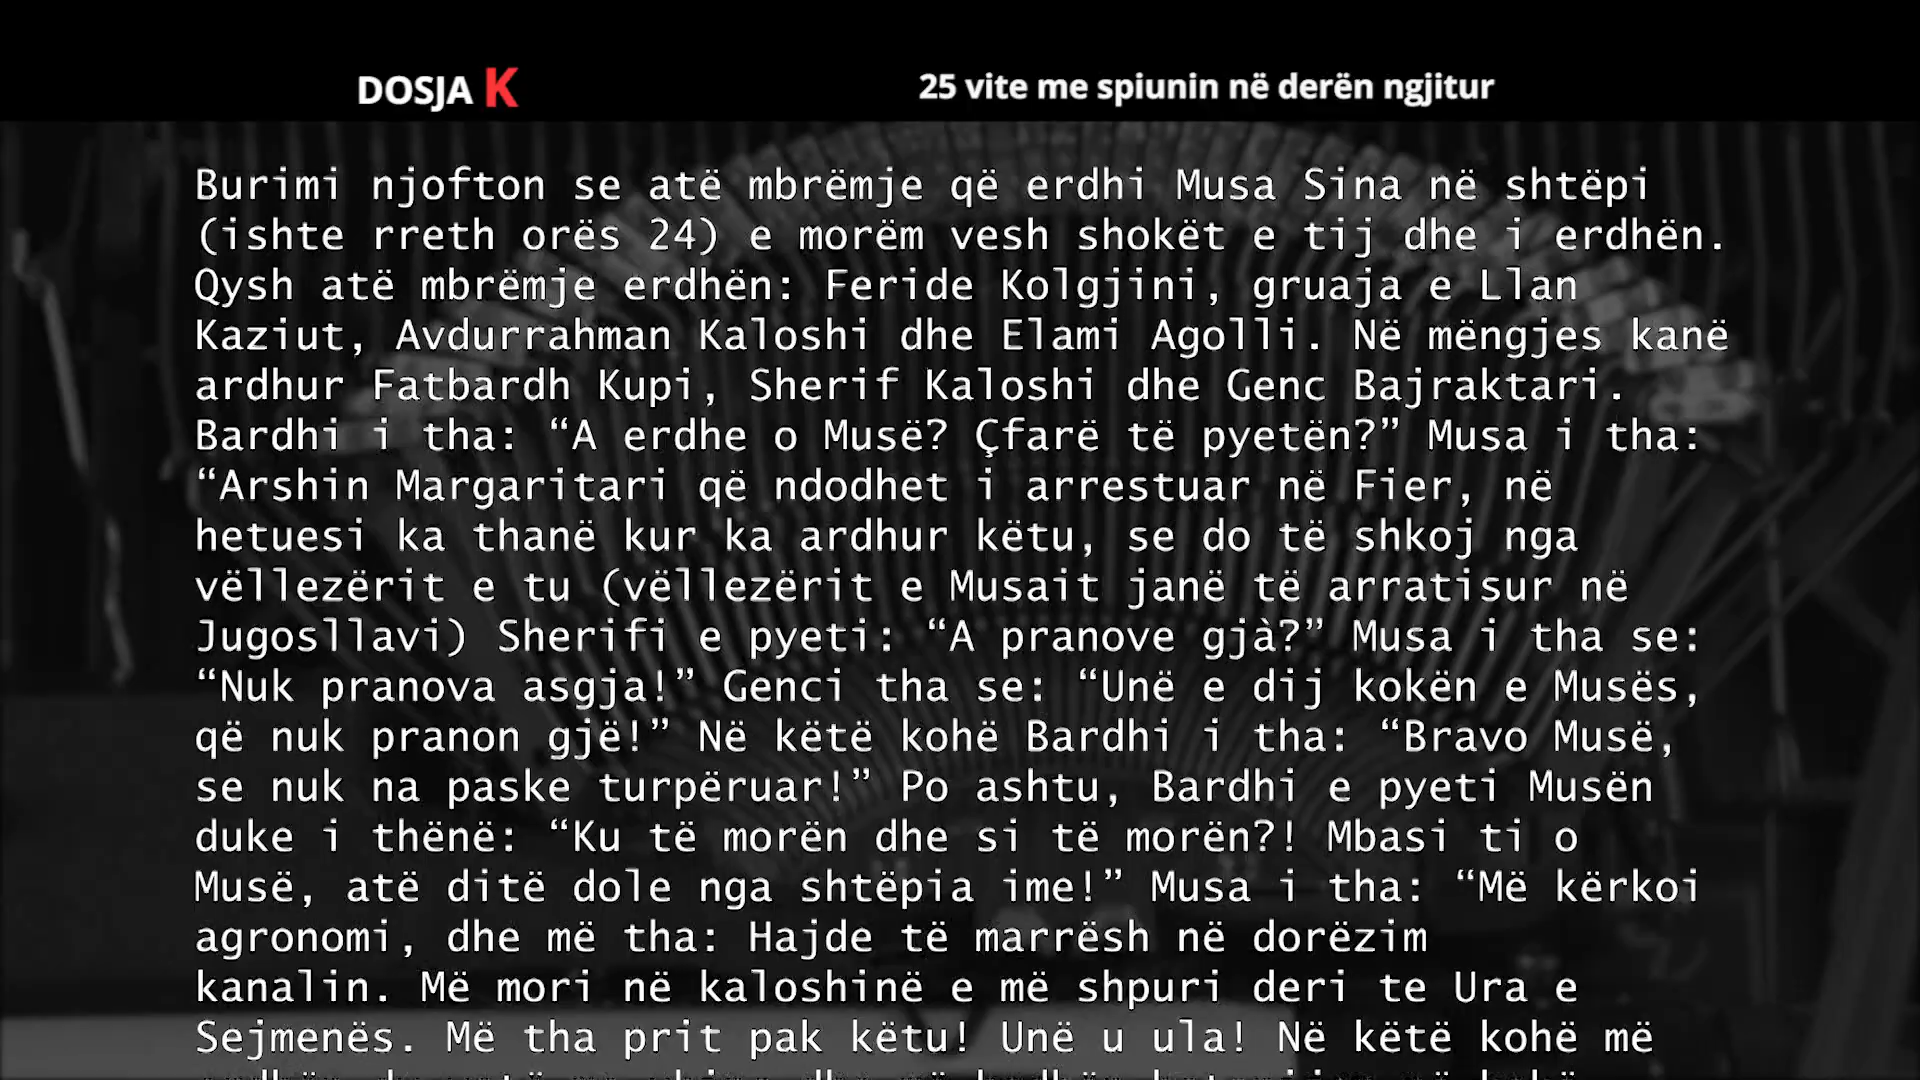 DOSJA K
25 vite me spiunin në derën ngjitur
Burimi njofton se atë mbrëmje që erdhi Musa Sina në shtëpi
(ishte rreth orës 24) e morëm vesh shokët e tij dhe i erdhën.
Qysh atë mbrëmje erdhën: Feride Kolgjini, gruaja e Llan
Kaziut, Avdurrahman Kaloshi dhe Elami Agolli. Në mëngjes kanë
ardhur Fatbardh Kupi, Sherif Kaloshi dhe Genc Bajraktari.
Bardhi i tha: “A erdhe o Musë? Çfarë të pyetën?” Musa i tha:
“Arshin Margaritari që ndodhet i arrestuar në Fier, në
hetuesi ka thanë kur ka ardhur këtu, se do të shkoj nga
vëllezërit e tu (vëllezërit e Musait janë të arratisur në
Jugosllavi) Sherifi e pyeti: “A pranove gjà?” Musa i tha se:
“Nuk pranova asgja!” Genci tha se: “Unë e dij kokën e Musës,
që nuk pranon gjë!” Në këtë kohë Bardhi i tha: “Bravo Musë,
se nuk na paske turpëruar!” Po ashtu, Bardhi e pyeti Musën
duke i thënë: “Ku të morën dhe si të morën?! Mbasi ti o
Musë, atë ditë dole nga shtëpia ime!” Musa i tha: “Më kërkoi
agronomi, dhe më tha: Hajde të marrësh në dorëzim
kanalin. Më mori në kaloshinë e më shpuri deri te Ura e
Sejmenës. Më tha prit pak këtu! Unë u ula! Në këtë kohë më